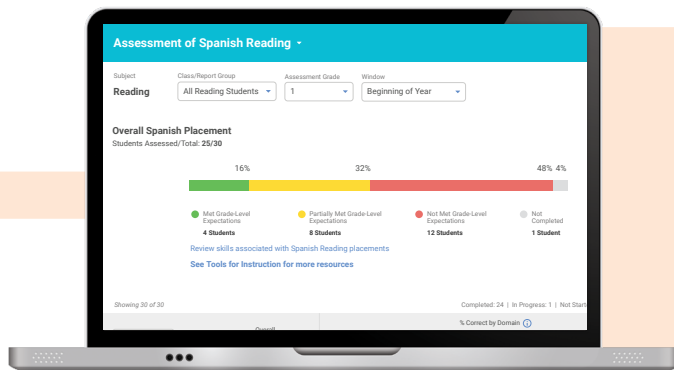 Assessment of Spanish Reading
Subject
Class/Report Group
Assessment Grade
Window
Reading
All Reading Students
1
Beginning of Year
Overall Spanish Placement
Students Assessed/Total: 25/30
16%
32%
48% 4%
Met Grade-Level
Expectations
4 Students
Partially Met Grade-Level
Expectations
8 Students
Not Met Grade-Level
Expectations
12 Students
Not
Completed
1 Student
Review skills associated with Spanish Reading placements
See Tools for Instruction for more resources
Showing 30 of 30
Completed: 24 | In Progress: 1 | Not Start
Overall
% Correct by Domain